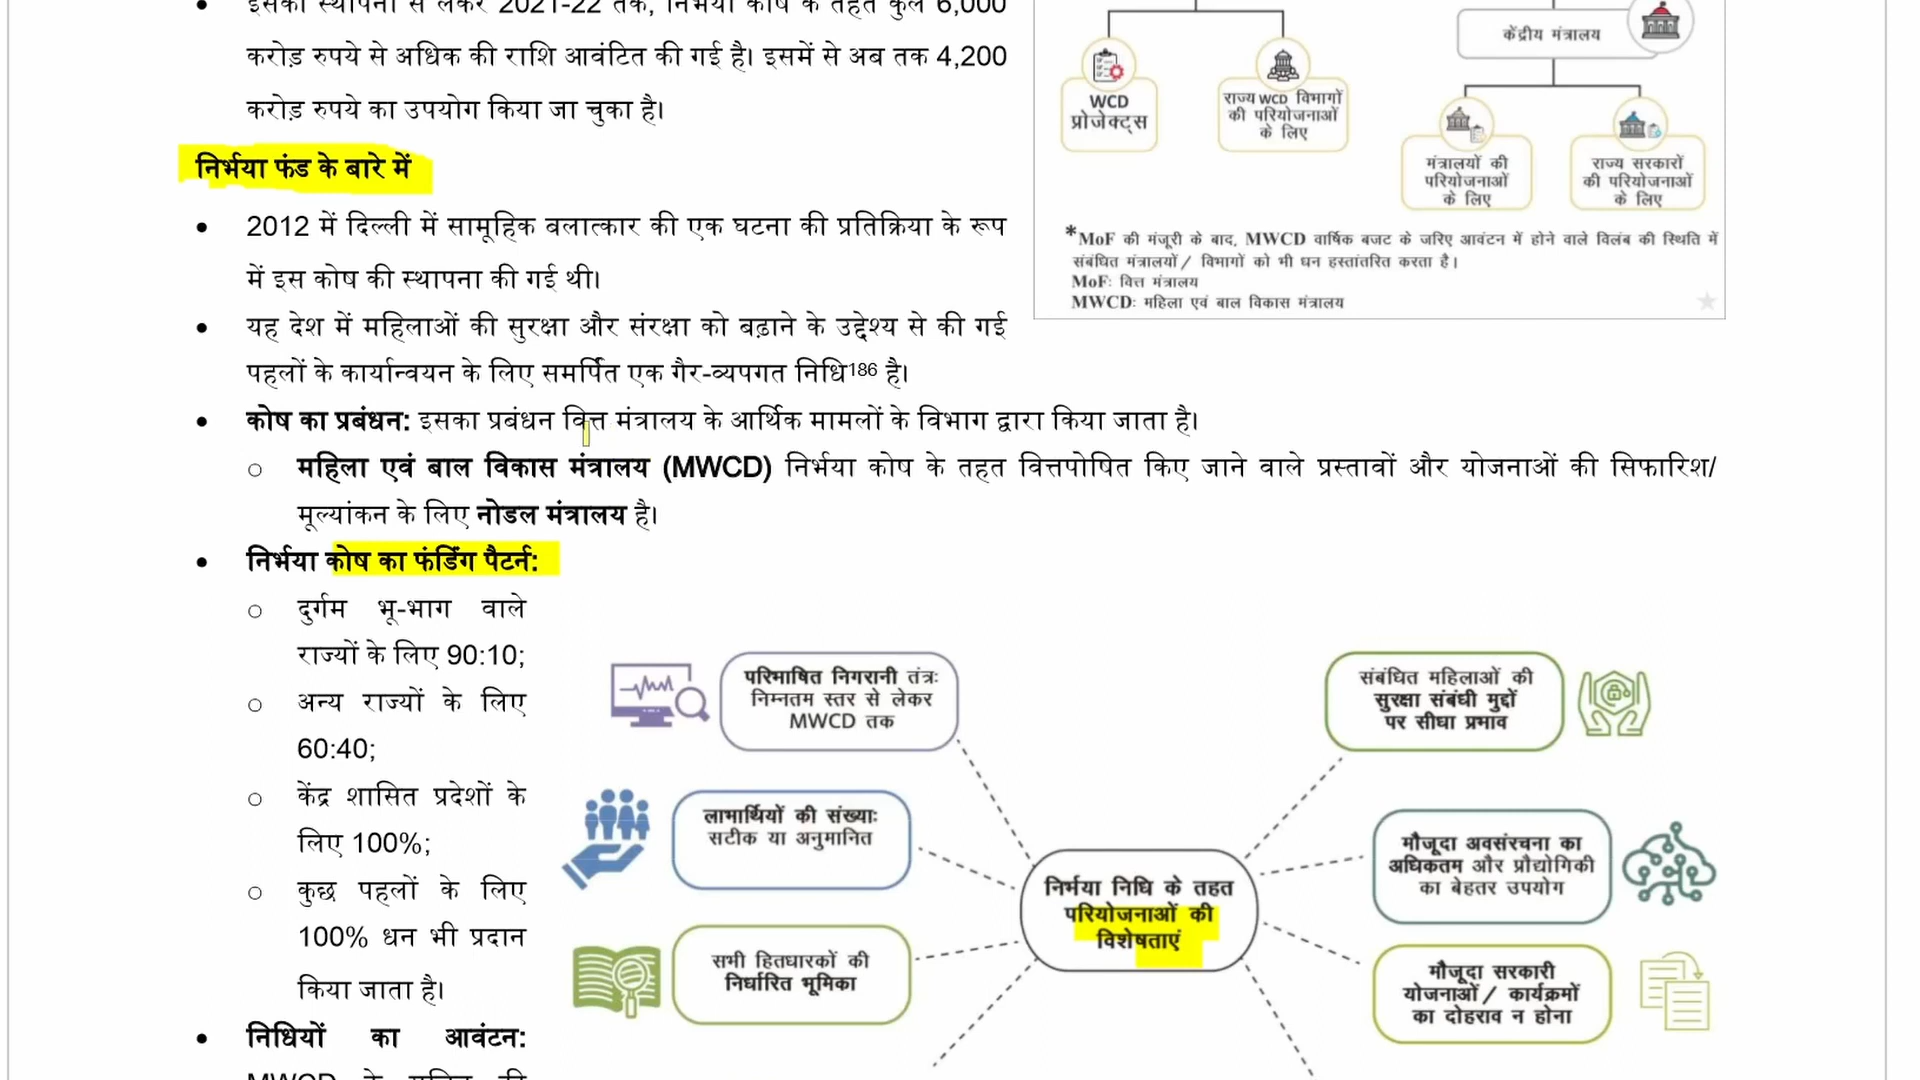 इसकी स्थापना से लेकर 2021-22 तक, निर्भया कोष के तहत कुल 6,000
करोड़ रुपये से अधिक की राशि आवंटित की गई है। इसमें से अब तक 4,200
करोड़ रुपये का उपयोग किया जा चुका है।
निर्भया फंड के बारे में
• 2012 में दिल्ली में सामूहिक बलात्कार की एक घटना की प्रतिक्रिया के रूप
में इस कोष की स्थापना की गई थी।
• यह देश में महिलाओं की सुरक्षा और संरक्षा को बढ़ाने के उद्देश्य से की गई
पहलों के कार्यान्वयन के लिए समर्पित एक गैर-व्यपगत निधि186 है।
• कोष का प्रबंधन: इसका प्रबंधन वित्त मंत्रालय के आर्थिक मामलों के विभाग द्वारा किया जाता है।
○ महिला एवं बाल विकास मंत्रालय (MWCD) निर्भया कोष के तहत वित्तपोषित किए जाने वाले प्रस्तावों और योजनाओं की सिफारिश/
मूल्यांकन के लिए नोडल मंत्रालय है।
• निर्भया कोष का फंडिंग पैटर्न:
○ दुर्गम भू-भाग वाले
राज्यों के लिए 90:10;
○ अन्य राज्यों के लिए
60:40;
○ केंद्र शासित प्रदेशों के
लिए 100%;
○ कुछ पहलों के लिए
100% धन भी प्रदान
किया जाता है।
• निधियों का आवंटन:
MWCD के
केंद्रीय मंत्रालय
WCD
प्रोजेक्ट्स
राज्य WCD विभागों
की परियोजनाओं
के लिए
मंत्रालयों की
परियोजनाओं
के लिए
राज्य सरकारों
की परियोजनाओं
के लिए
*MoF की मंजूरी के बाद, MWCD वार्षिक बजट के जरिए आवंटन में होने वाले विलंब की स्थिति में
संबंधित मंत्रालयों/ विभागों को भी धन हस्तांतरित करता है।
MoF: वित्त मंत्रालय
MWCD: महिला एवं बाल विकास मंत्रालय
परिभाषित निगरानी तंत्र:
निम्नतम स्तर से लेकर
MWCD तक
लाभार्थियों की संख्या:
सटीक या अनुमानित
सभी हितधारकों की
निर्धारित भूमिका
निर्भया निधि के तहत
परियोजनाओं की
विशेषताएं
संबंधित महिलाओं की
सुरक्षा संबंधी मुद्दों
पर सीधा प्रभाव
मौजूदा अवसंरचना का
अधिकतम और प्रौद्योगिकी
का बेहतर उपयोग
मौजूदा सरकारी
योजनाओं/ कार्यक्रमों
का दोहराव न होना